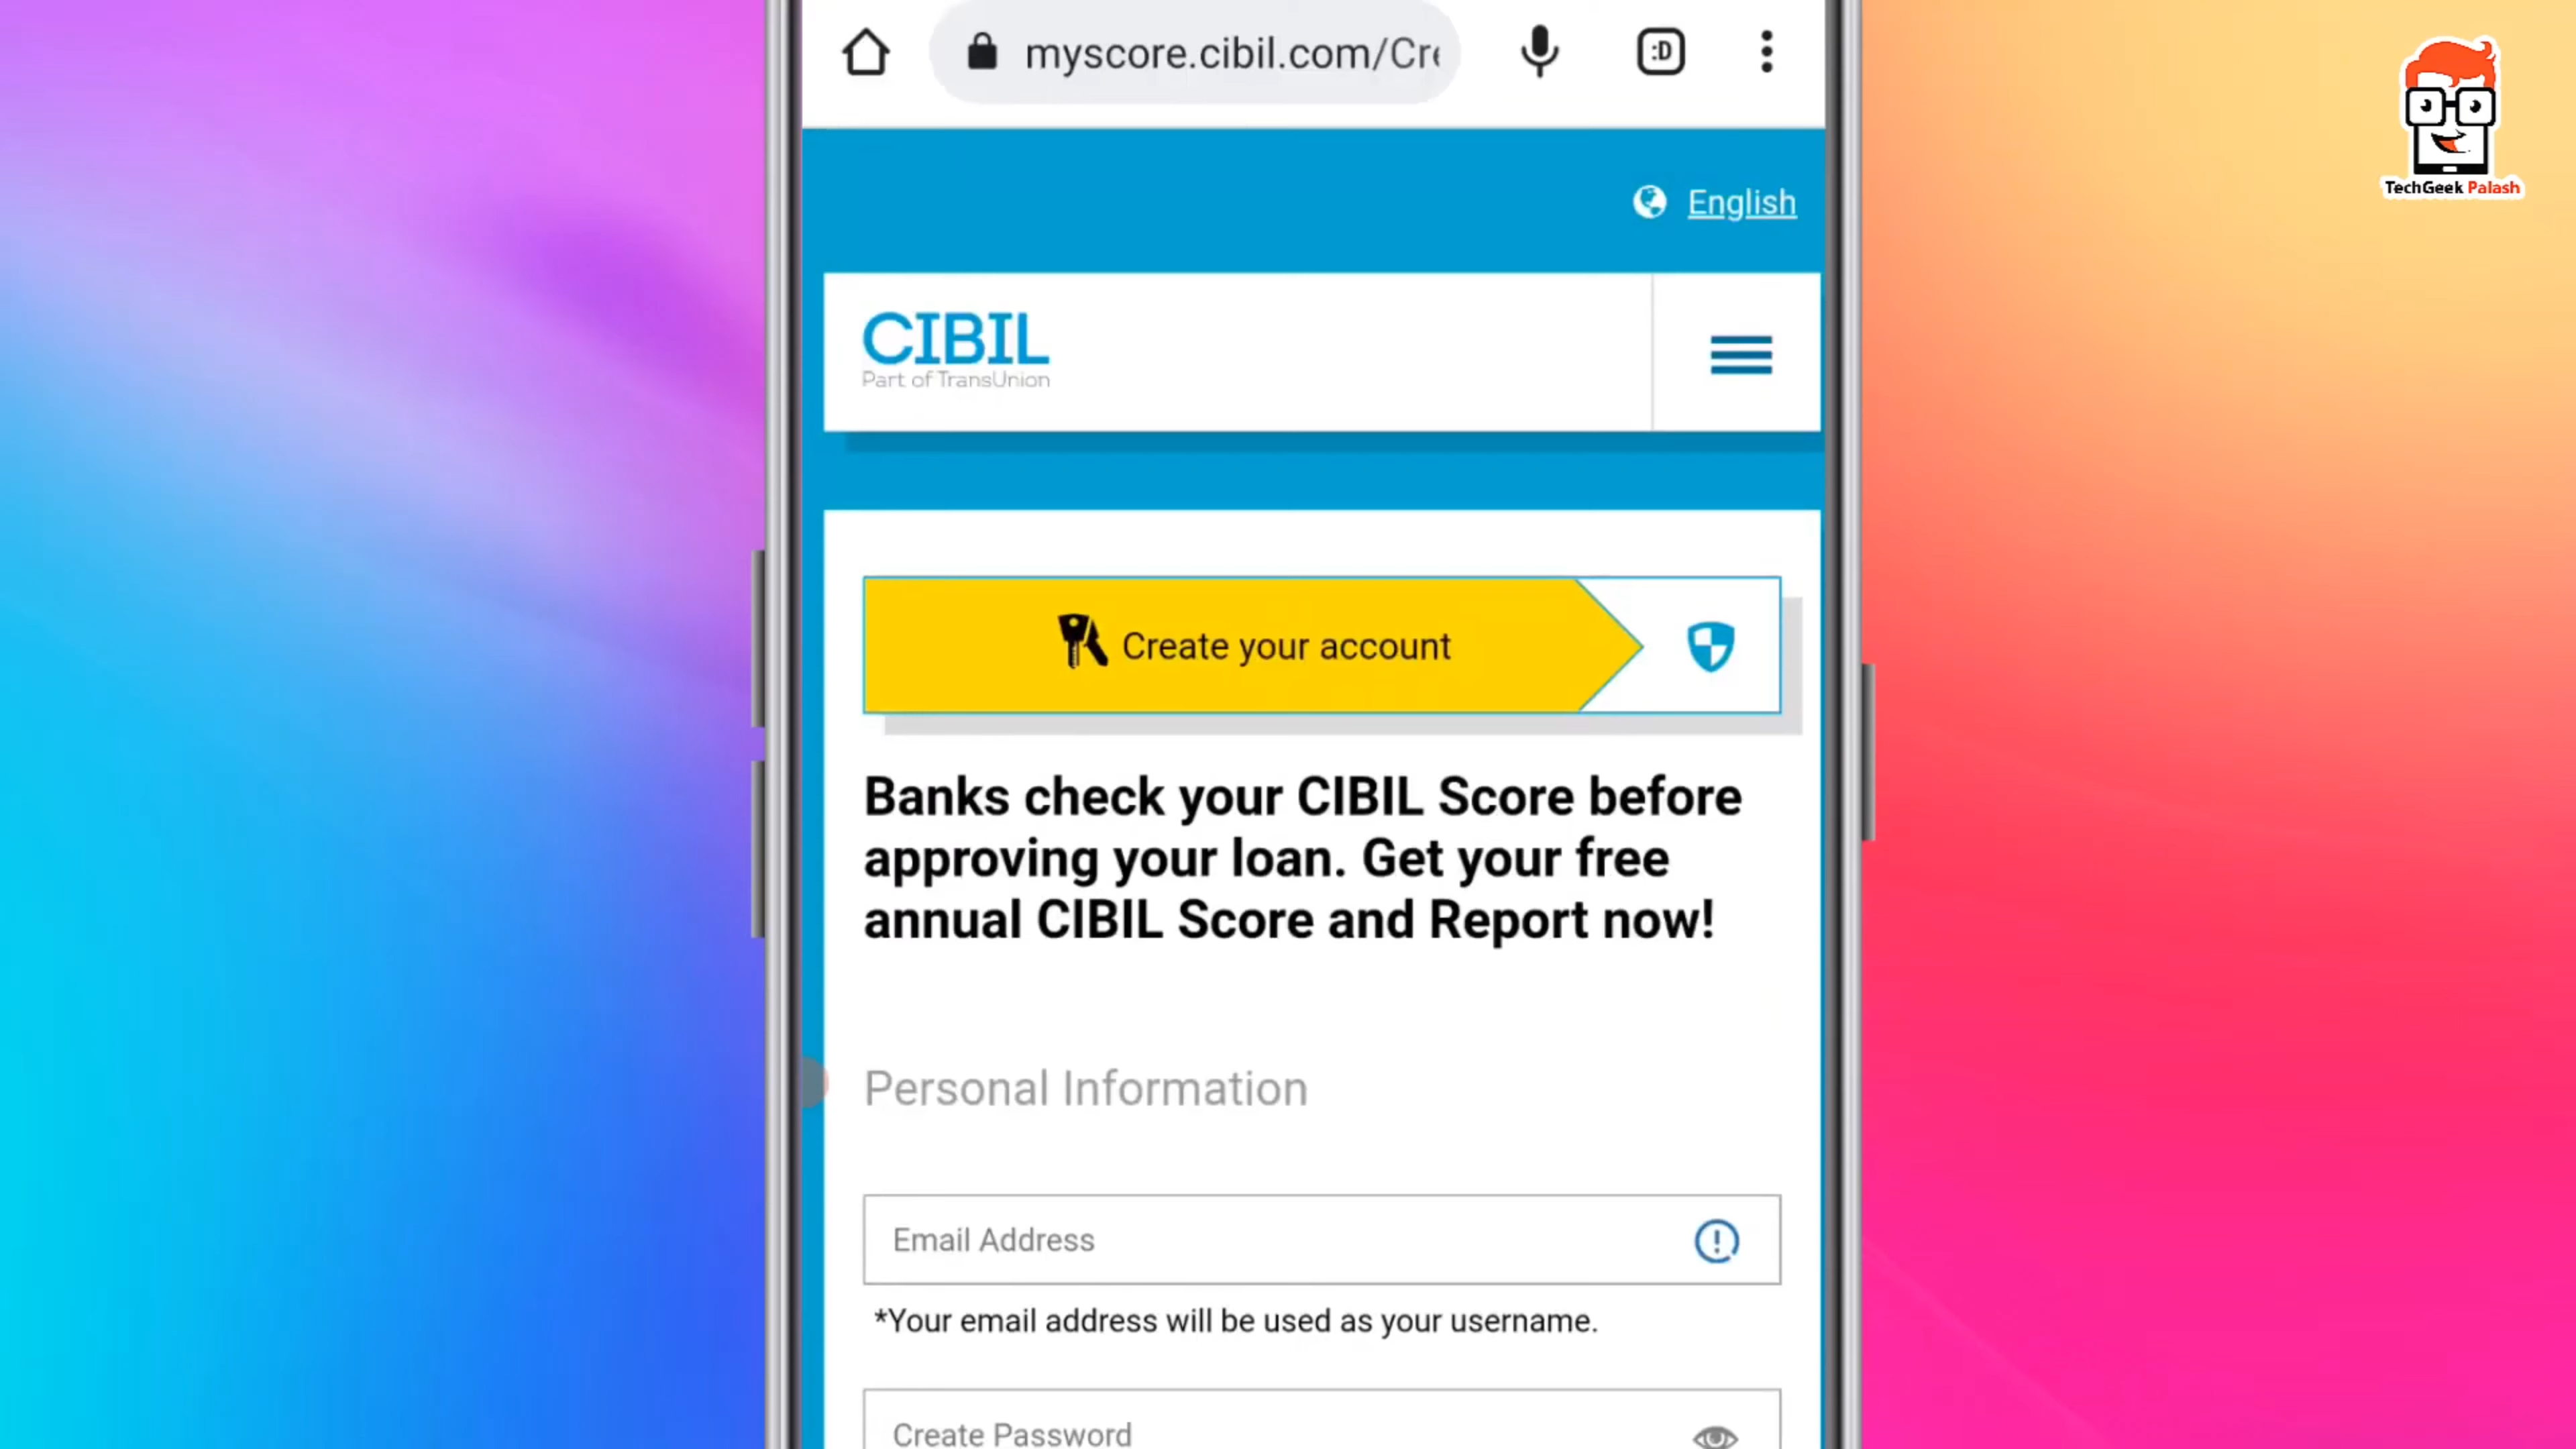 myscore.cibil.com/Cre
:D
TechGeek Palash
English
CIBIL
Part of TransUnion
Create your account
Banks check your CIBIL Score before
approving your loan. Get your free
annual CIBIL Score and Report now!
Personal Information
Email Address
*Your email address will be used as your username.
Create Password